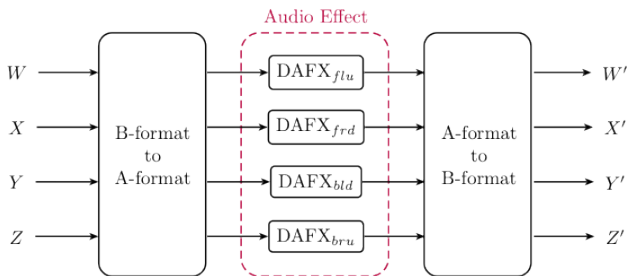 Audio Effect
W
DAFX_flu
W′
X
DAFX_frd
X′
B-format
to
A-format
A-format
to
B-format
Y
DAFX_bld
Y′
Z
DAFX_bru
Z′